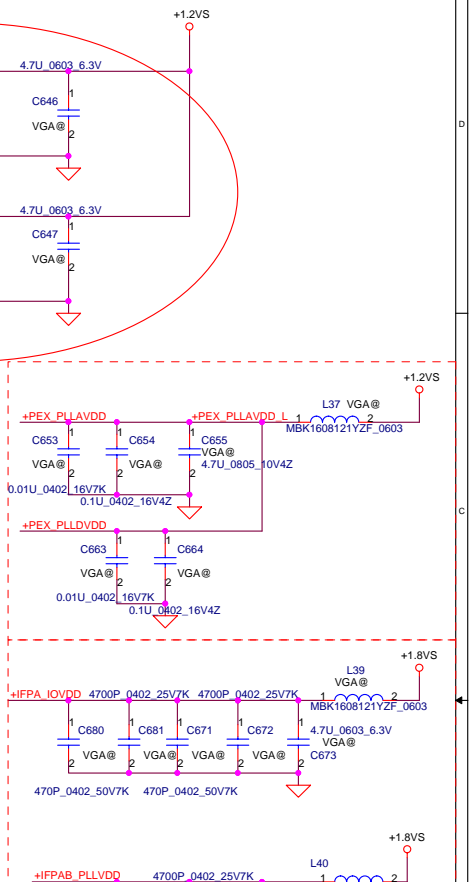 +1.2VS
4.7U_0603_6.3V
1
C646
VGA@
2
D
4.7U_0603_6.3V
1
C647
VGA@
2
+1.2VS
L37 VGA@
+PEX_PLLAVDD
+PEX_PLLAVDD_L
1
2
MBK1608121YZF_0603
1
1
1
C653
C654
C655
VGA@
VGA@
VGA@
4.7U_0805_10V4Z
2
2
2
0.01U_0402_16V7K
0.1U_0402_16V4Z
C
+PEX_PLLDVDD
1
1
C663
C664
VGA@
VGA@
2
2
0.01U_0402_16V7K
0.1U_0402_16V4Z
+1.8VS
L39
VGA@
+IFPA_IOVDD
4700P_0402_25V7K
4700P_0402_25V7K
1
2
MBK1608121YZF_0603
1
1
1
1
1
C680
C681
C671
C672
4.7U_0603_6.3V
VGA@
VGA@
VGA@
VGA@
VGA@
C673
2
2
2
2
2
470P_0402_50V7K
470P_0402_50V7K
+1.8VS
L40
+IFPAB_PLLVDD
4700P_0402_25V7K
1
2